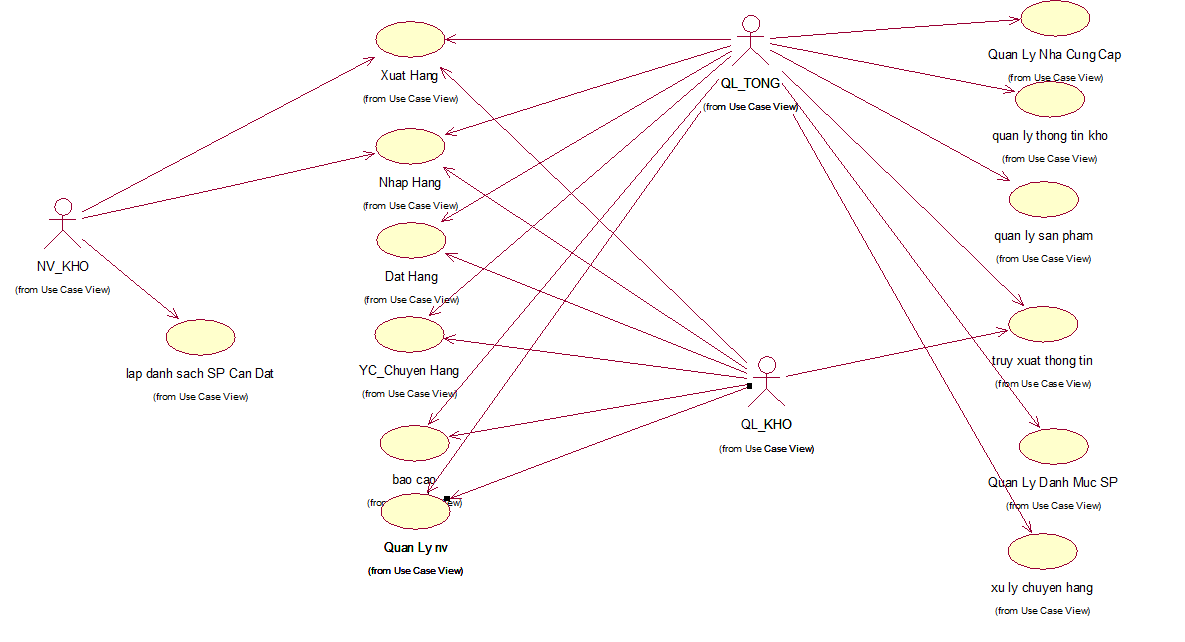 Xuat Hang
(from Use Case View)
Nhap Hang
(from Use Case View)
Dat Hang
(from Use Case View)
YC_Chuyen Hang
(from Use Case View)
bao cao
(from Use Case View)
Quan Ly nv
(from Use Case View)
NV_KHO
(from Use Case View)
lap danh sach SP Can Dat
(from Use Case View)
QL_TONG
(from Use Case View)
QL_KHO
(from Use Case View)
Quan Ly Nha Cung Cap
(from Use Case View)
quan ly thong tin kho
(from Use Case View)
quan ly san pham
(from Use Case View)
truy xuat thong tin
(from Use Case View)
Quan Ly Danh Muc SP
(from Use Case View)
xu ly chuyen hang
(from Use Case View)